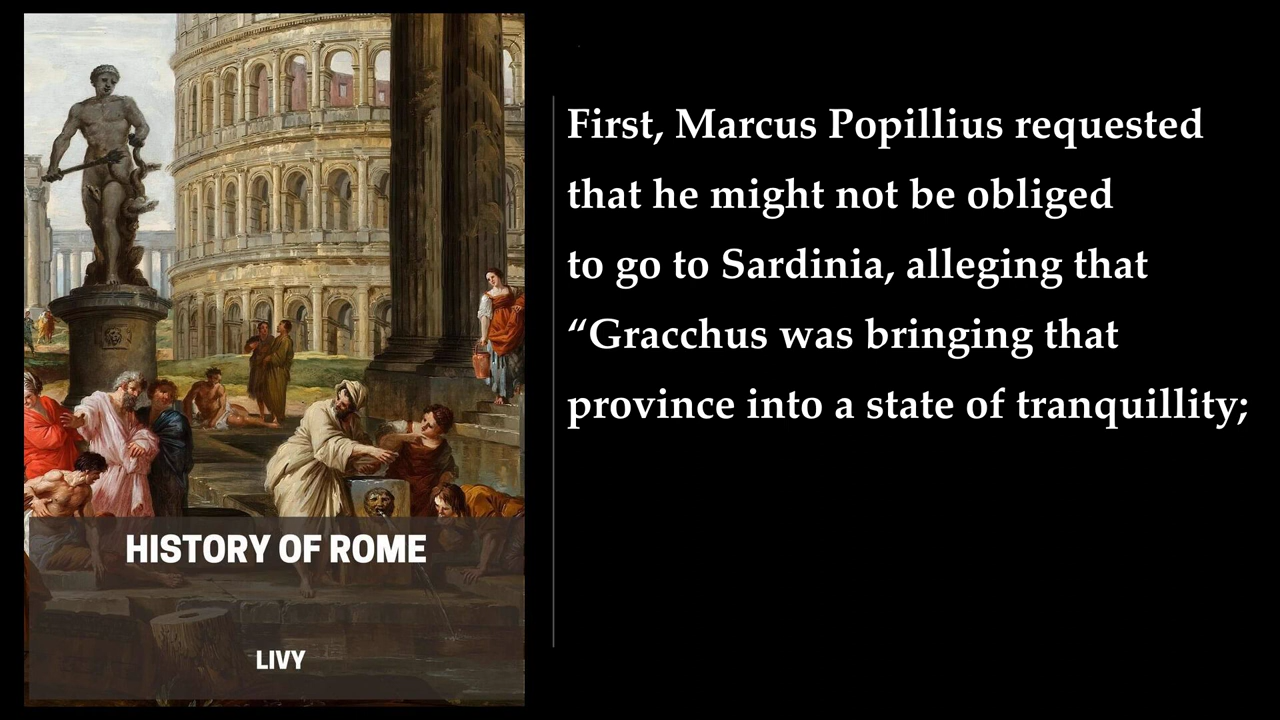 First, Marcus Popillius requested
that he might not be obliged
to go to Sardinia, alleging that
“Gracchus was bringing that
province into a state of tranquillity;
HISTORY OF ROME
LIVY